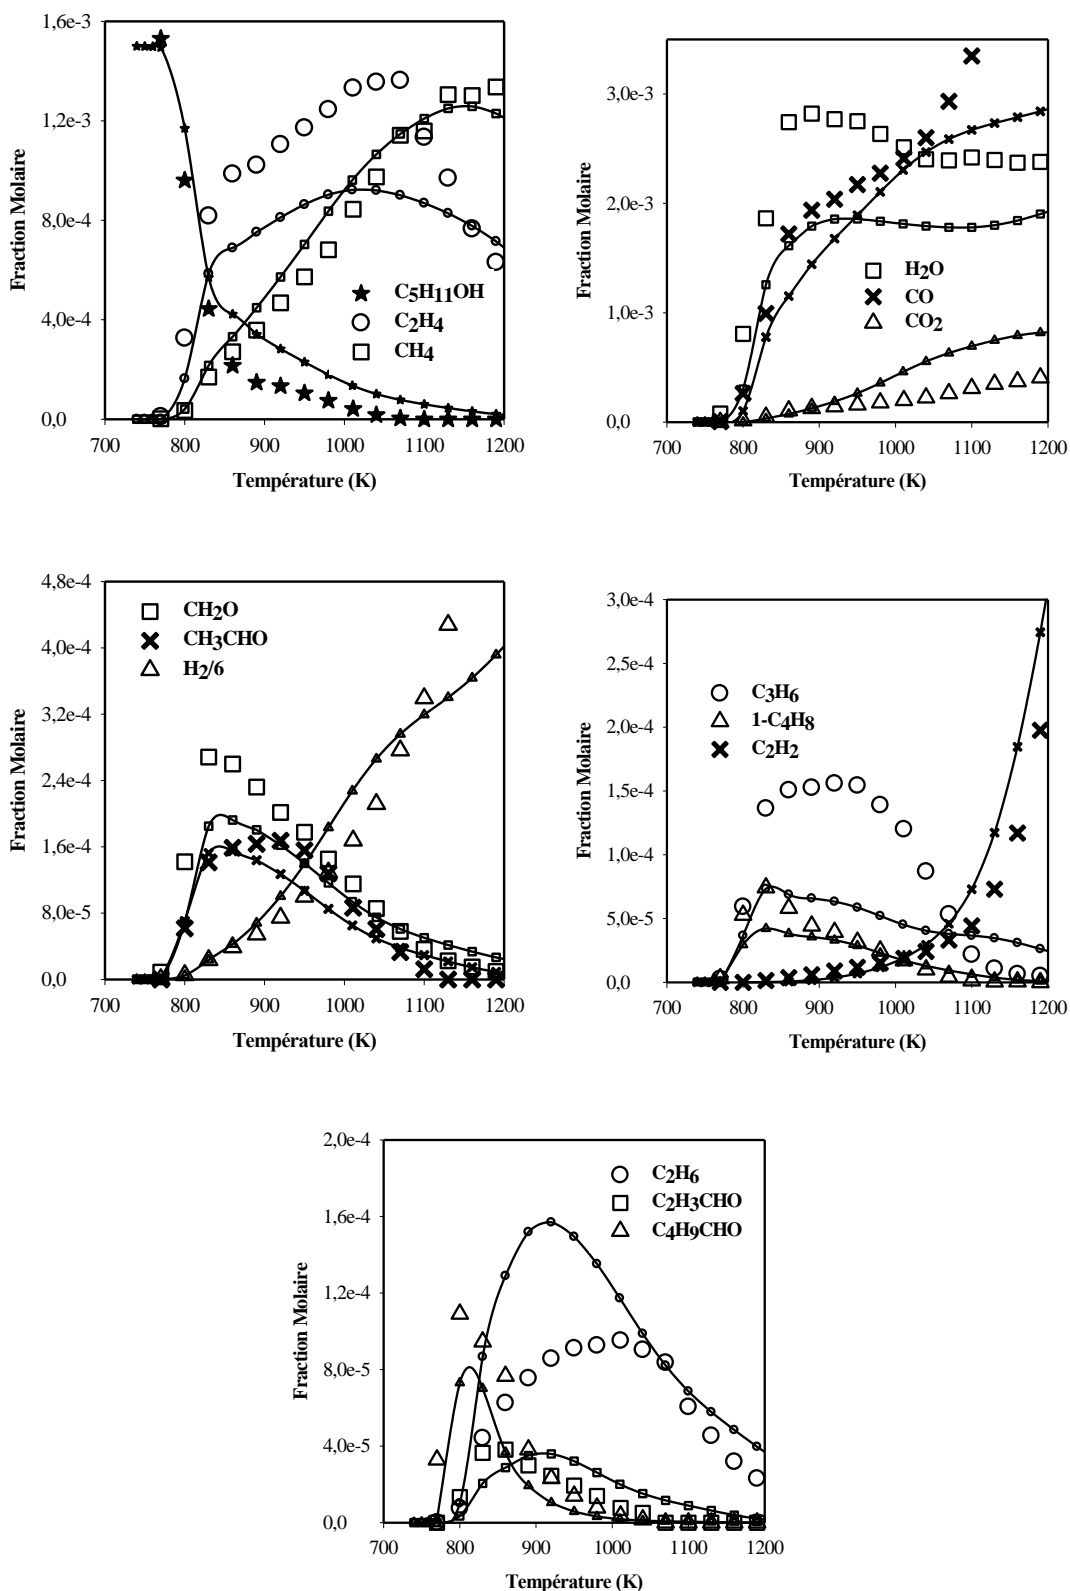 1,6e-3
1,2e-3
8,0e-4
4,0e-4
0,0
Fraction Molaire
C5H11OH
C2H4
CH4
700
800
900
1000
1100
1200
Température (K)
3,0e-3
2,0e-3
1,0e-3
0,0
Fraction Molaire
H2O
CO
CO2
700
800
900
1000
1100
1200
Température (K)
4,8e-4
4,0e-4
3,2e-4
2,4e-4
1,6e-4
8,0e-5
0,0
Fraction Molaire
CH2O
CH3CHO
H2/6
700
800
900
1000
1100
1200
Température (K)
3,0e-4
2,5e-4
2,0e-4
1,5e-4
1,0e-4
5,0e-5
0,0
Fraction Molaire
C3H6
1-C4H8
C2H2
700
800
900
1000
1100
1200
Température (K)
2,0e-4
1,6e-4
1,2e-4
8,0e-5
4,0e-5
0,0
Fraction Molaire
C2H6
C2H3CHO
C4H9CHO
700
800
900
1000
1100
1200
Température (K)